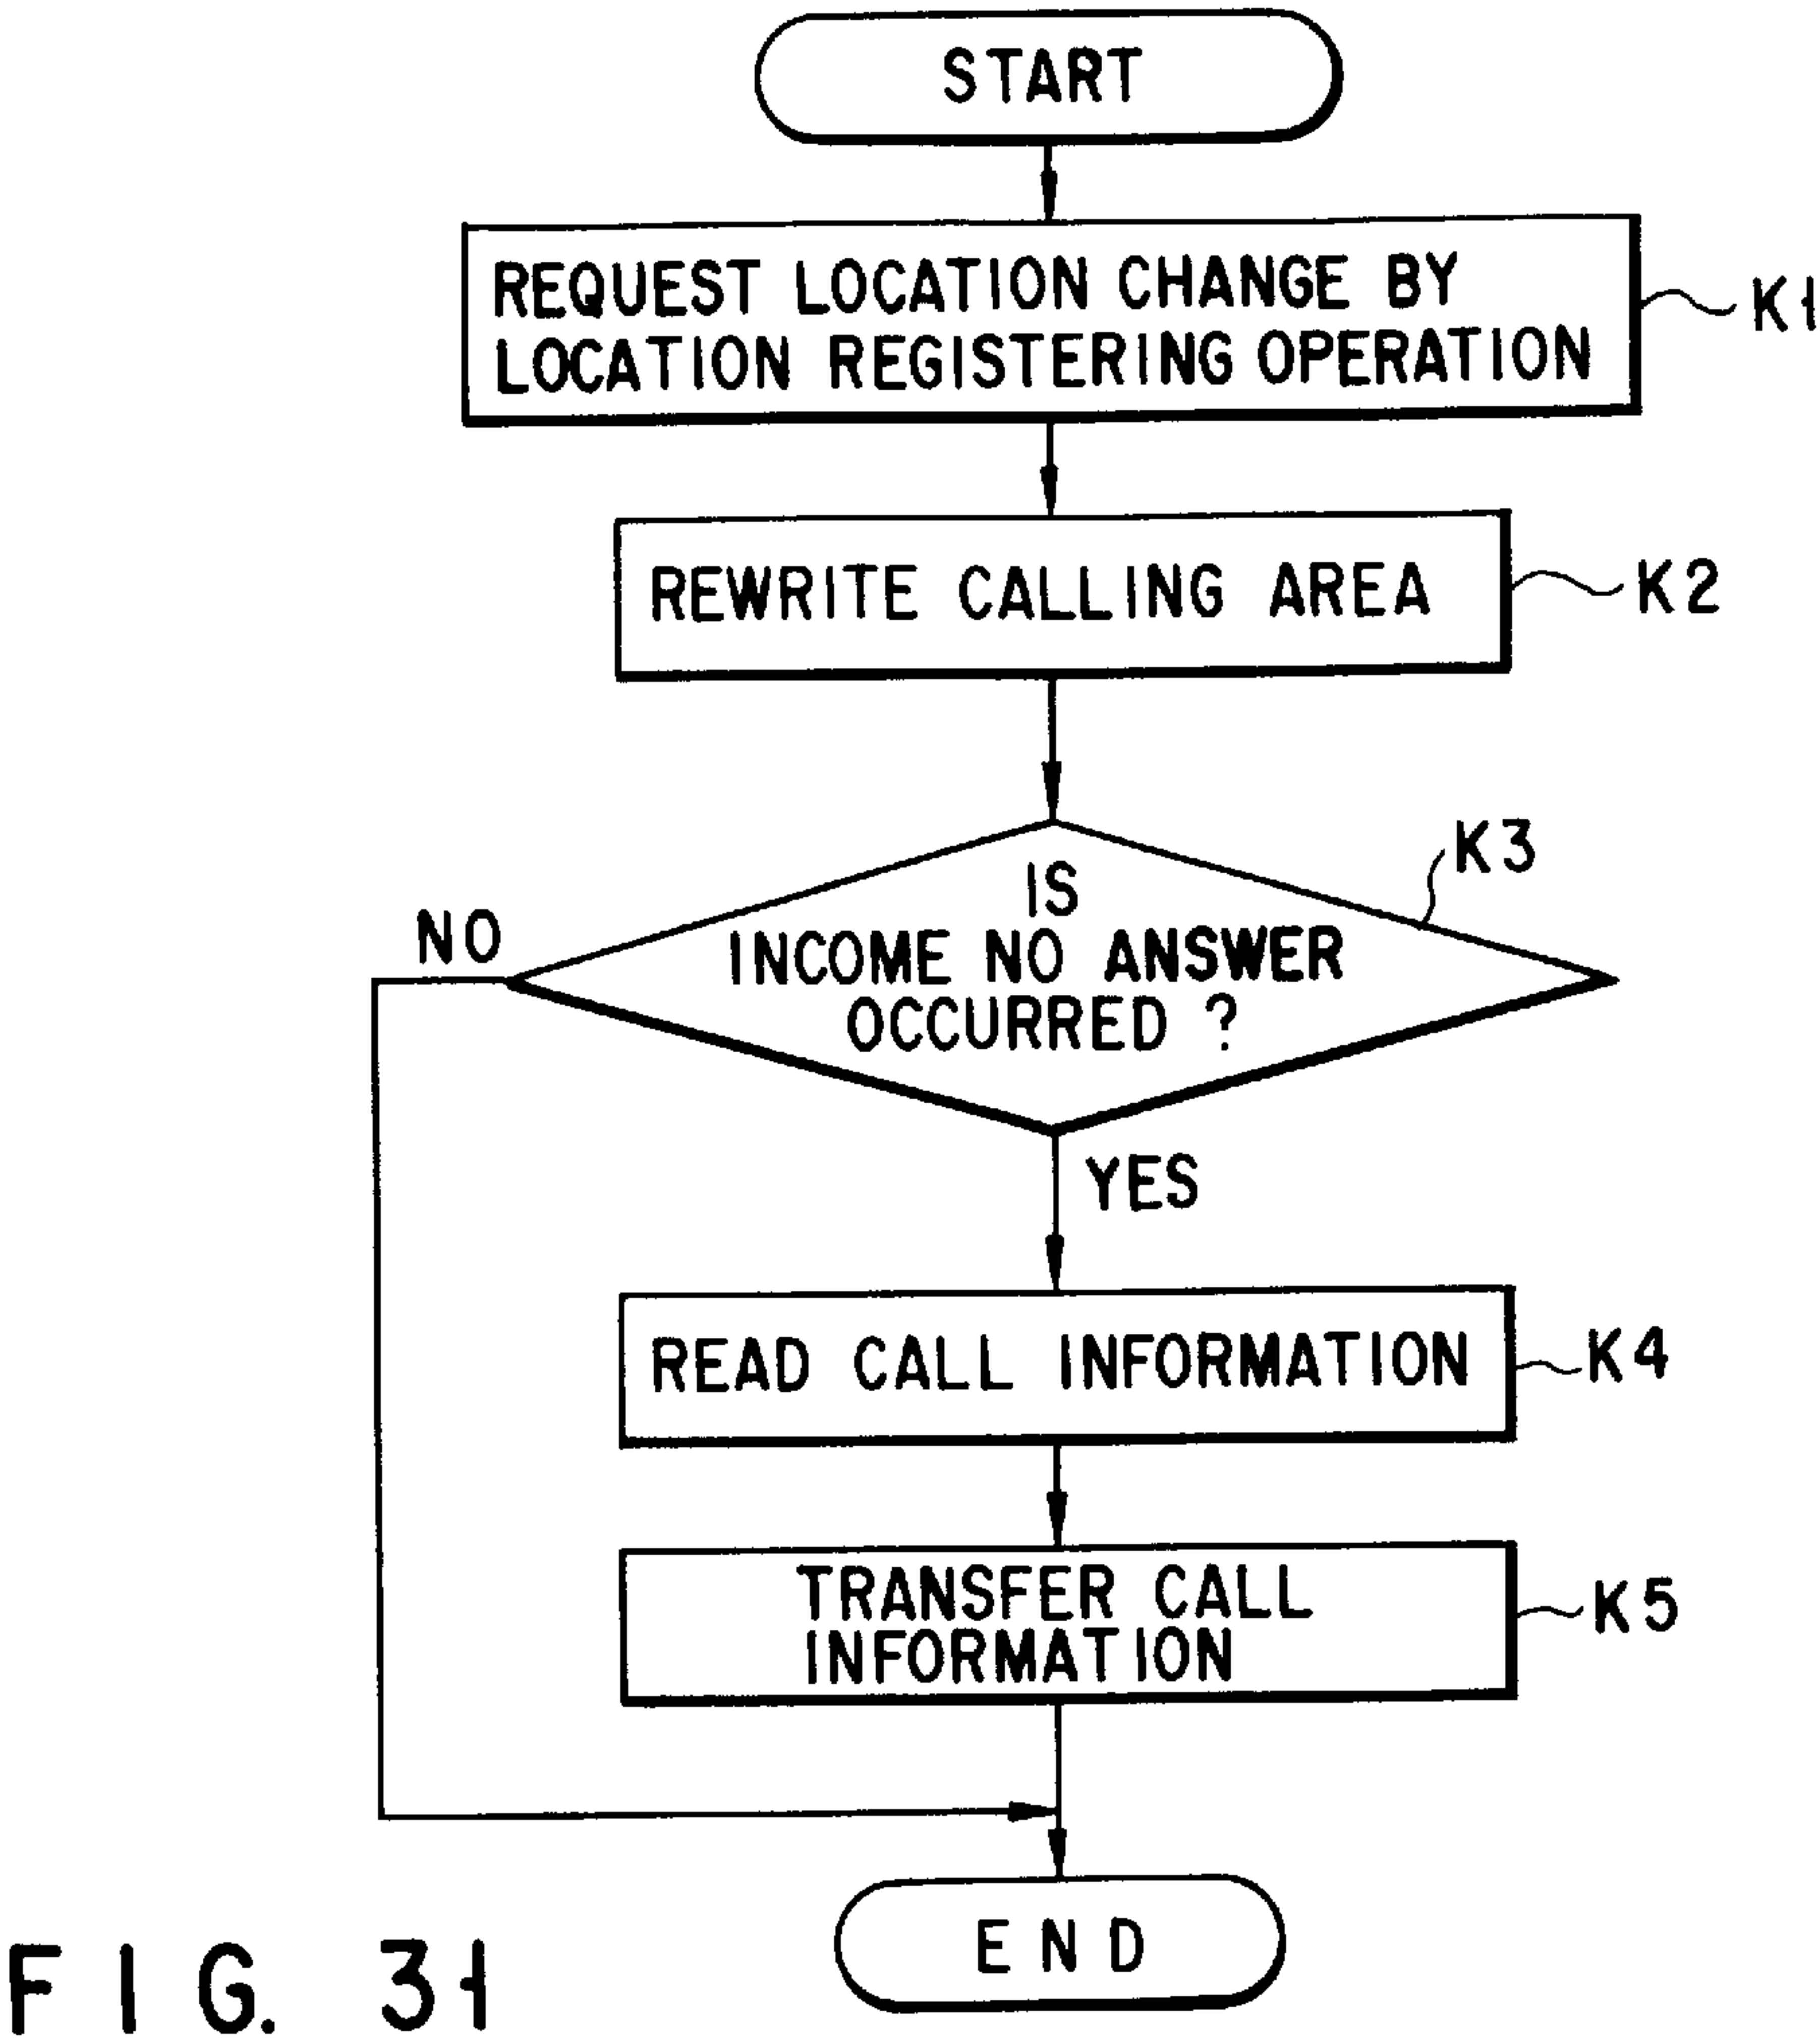 START
REQUEST LOCATION CHANGE BY
LOCATION REGISTERING OPERATION
K1
REWRITE CALLING AREA
K2
K3
IS
INCOME NO ANSWER
OCCURRED ?
NO
YES
READ CALL INFORMATION
K4
TRANSFER CALL
INFORMATION
K5
END
FIG. 31